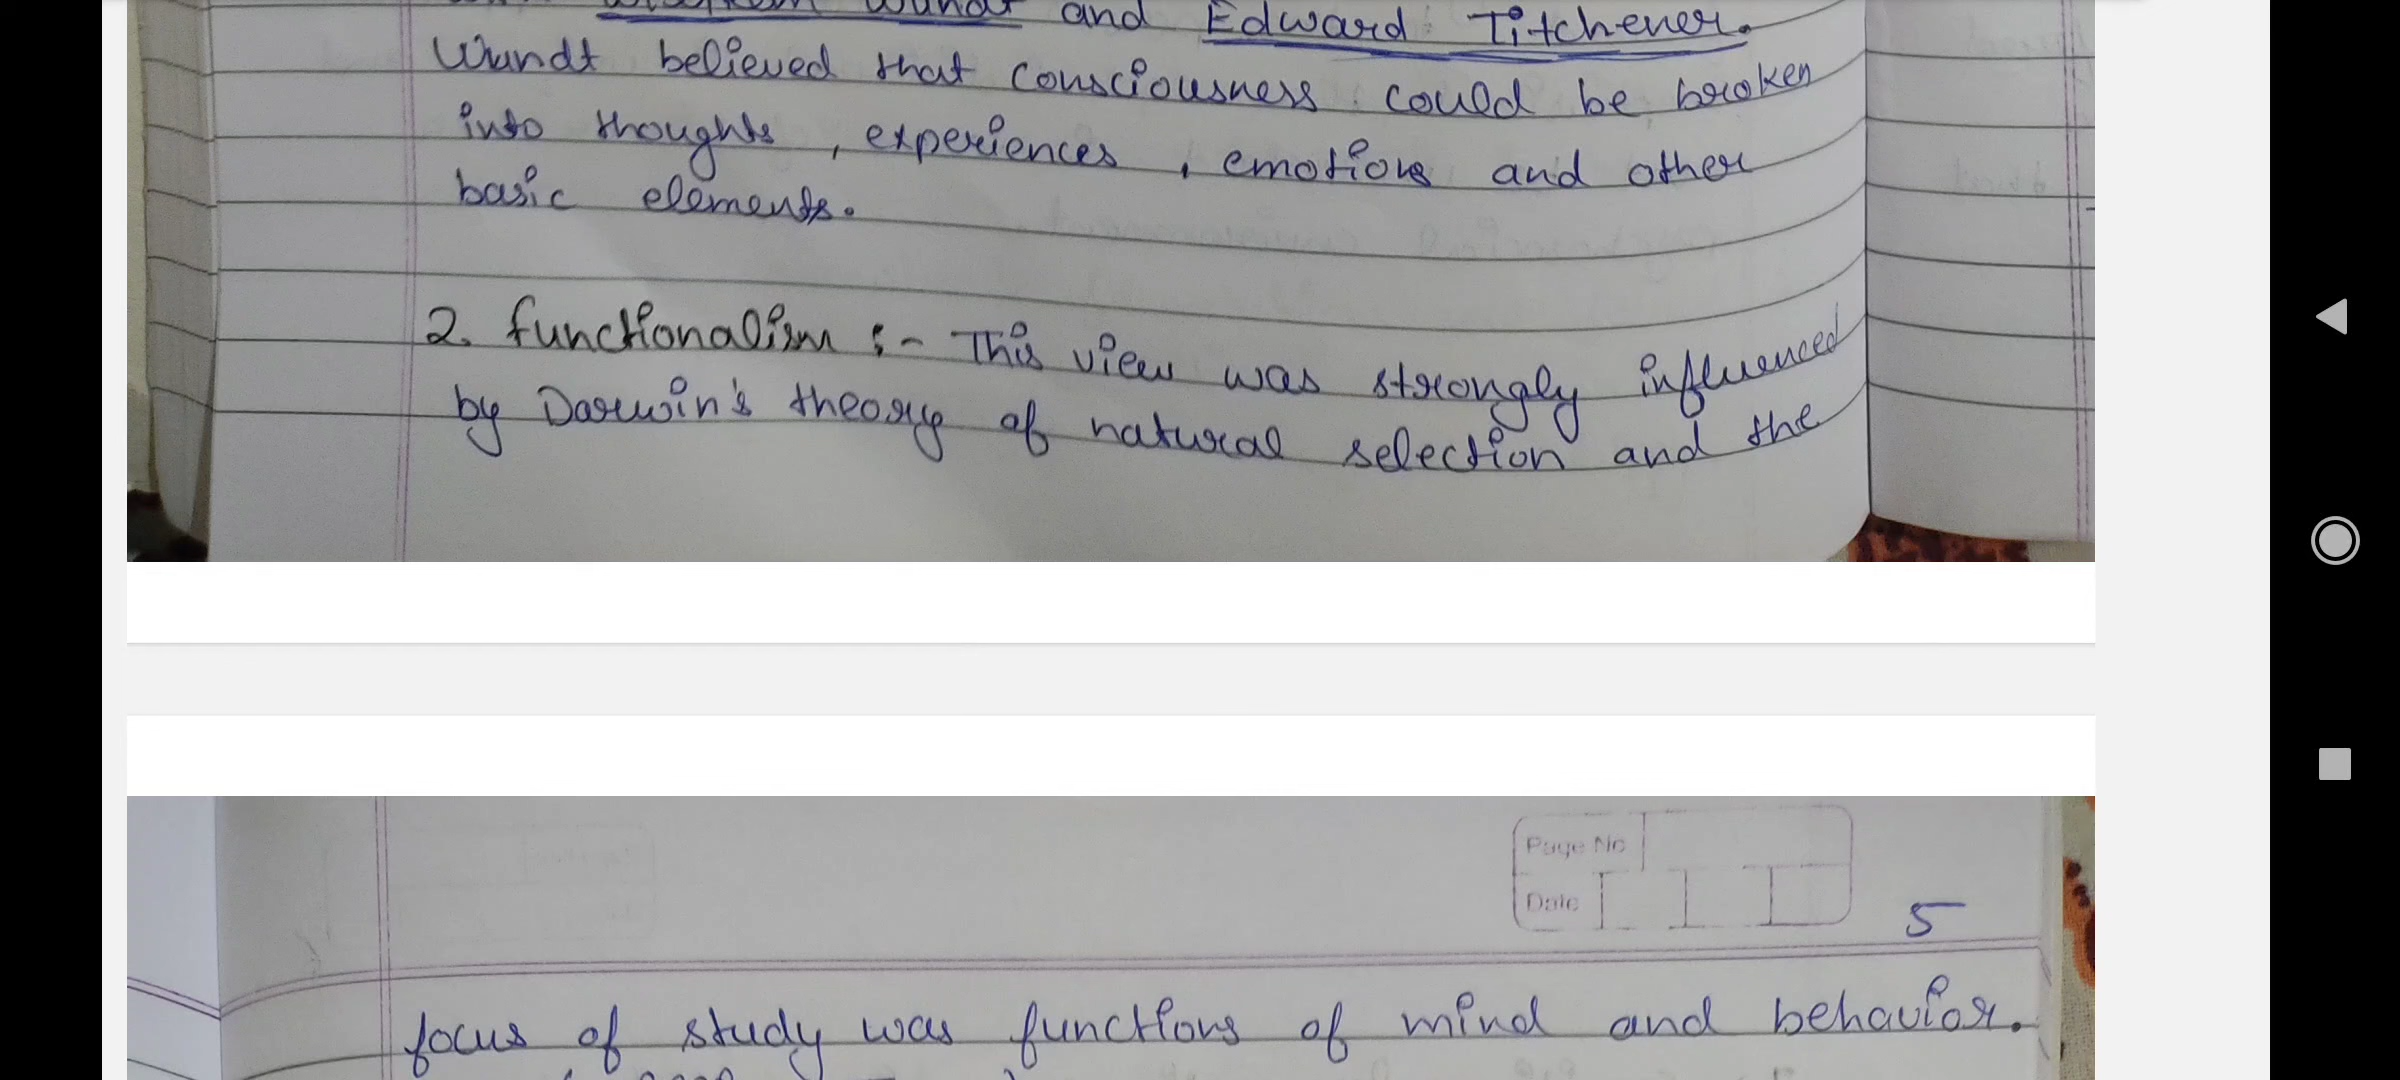 Wundt and Edward Titchener.
Wundt believed that consciousness could be broken
into thoughts, experiences, emotions and other
basic elements.
2. functionalism :- This view was strongly influenced
by Darwin's theory of natural selection and the
Page No
Date
5
focus of study was functions of mind and behavior.